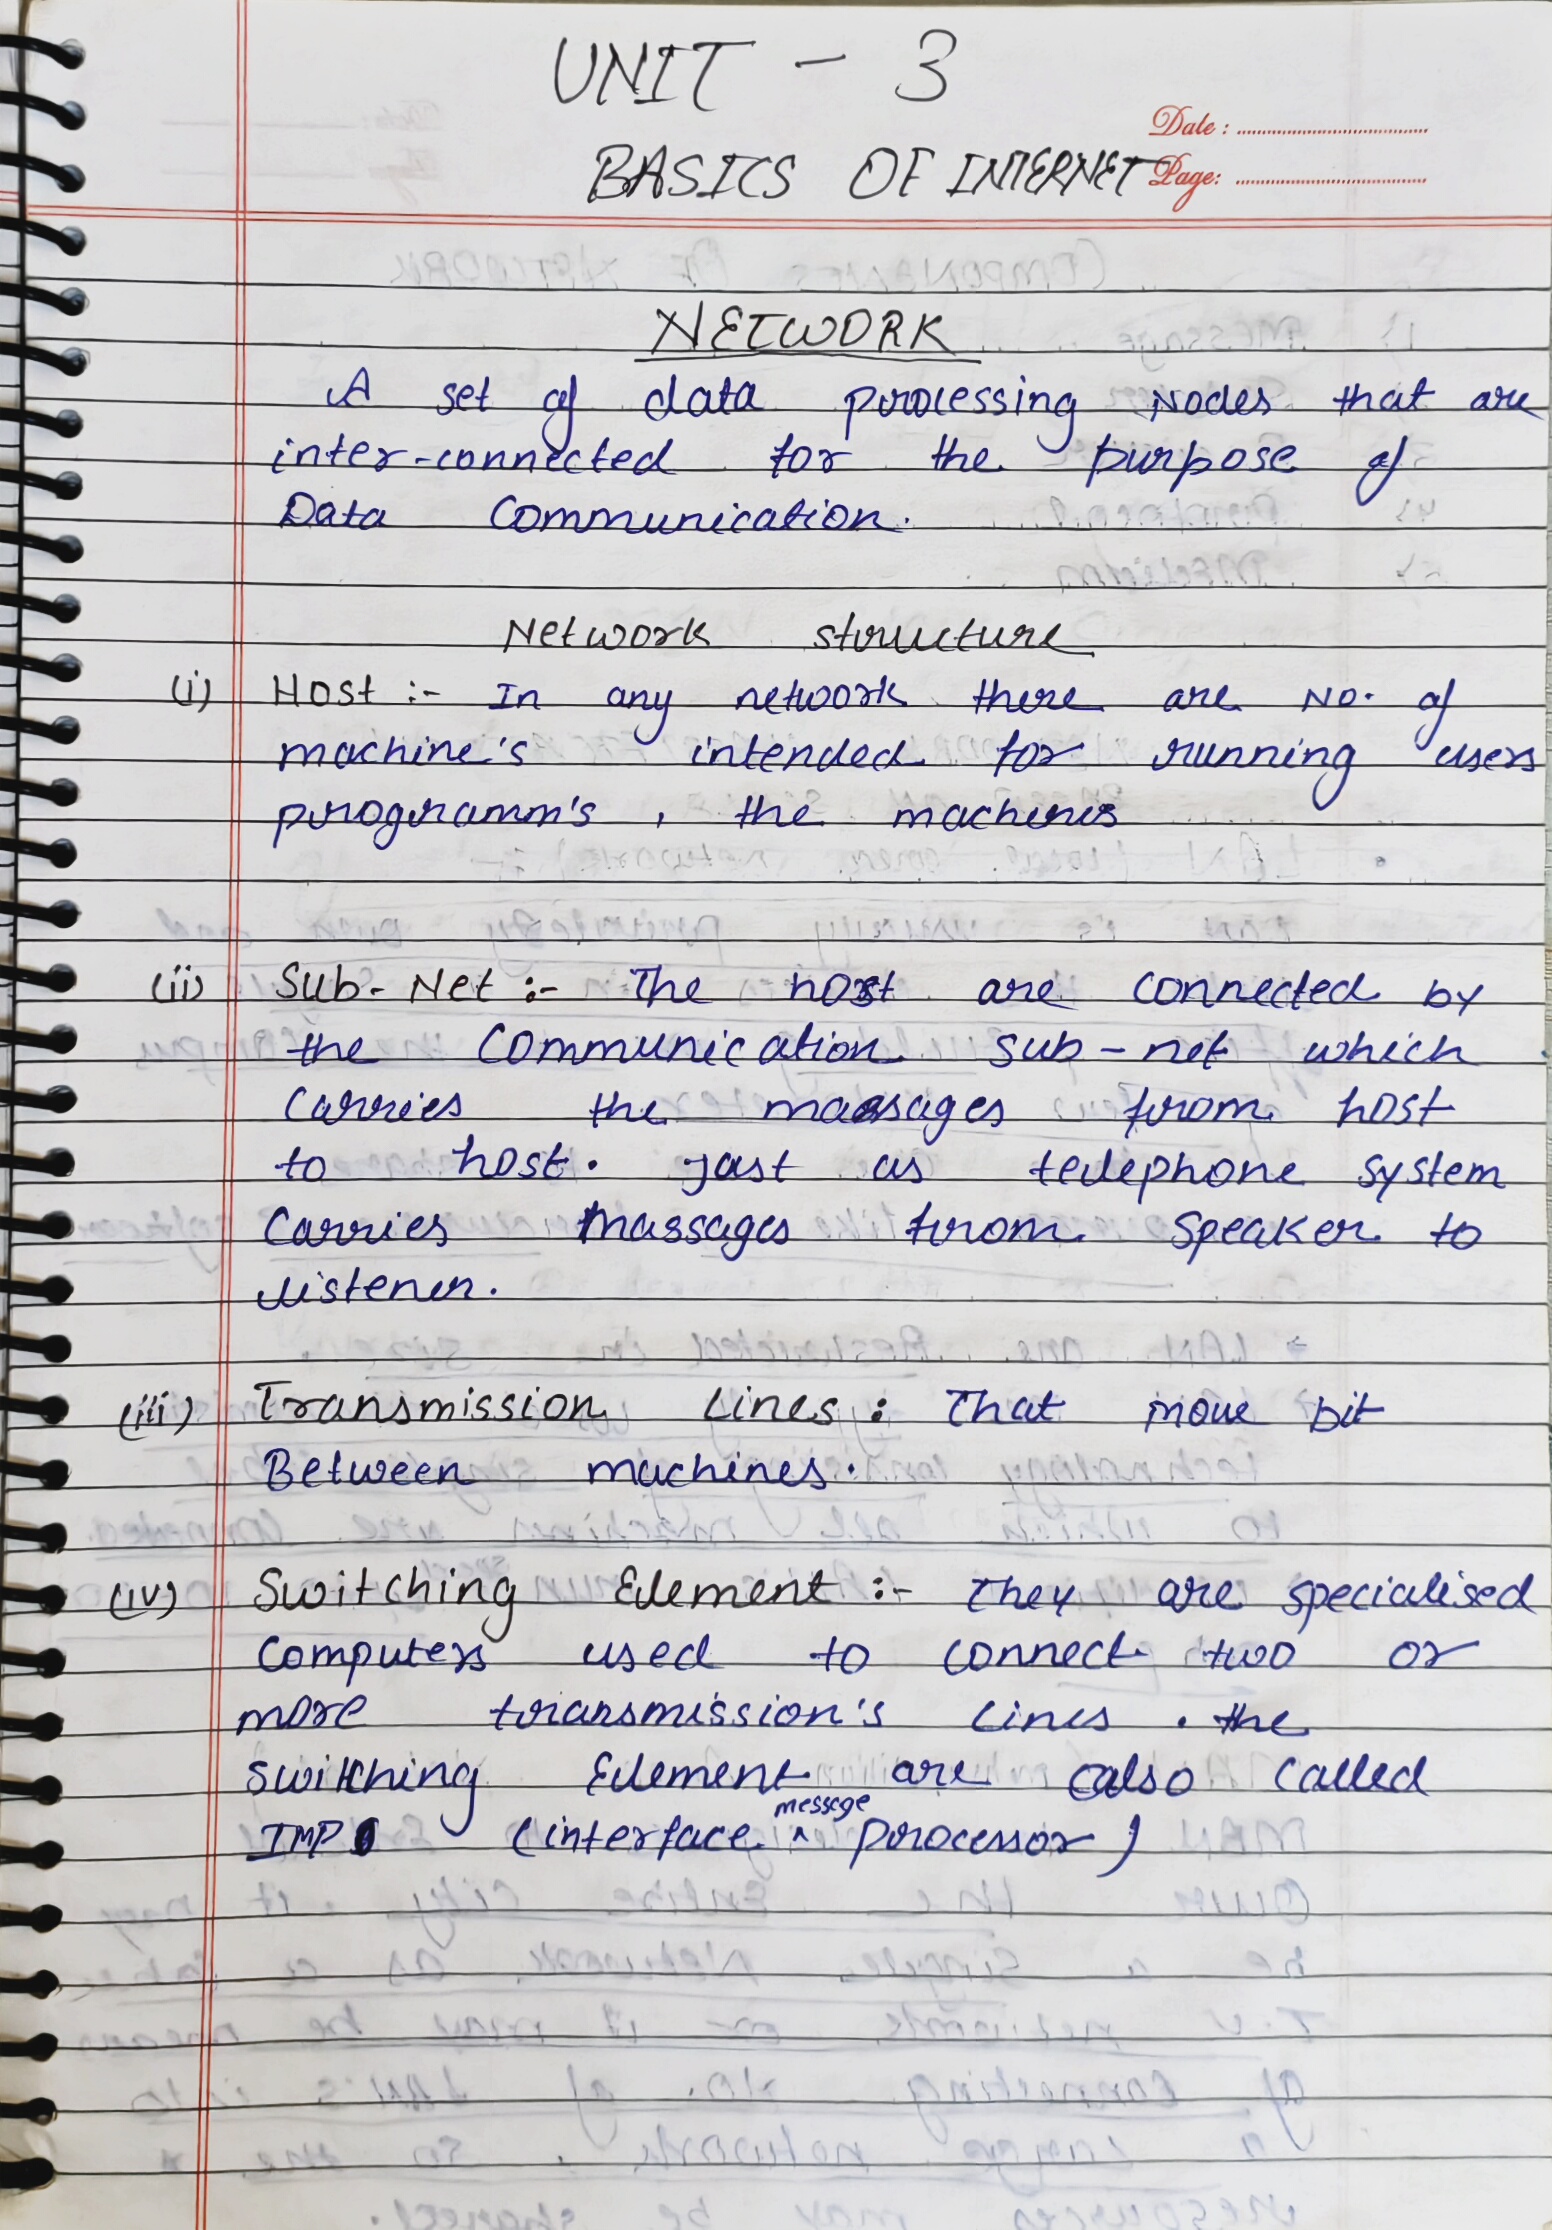 UNIT - 3
Date :
BASICS OF INTERNET
Page:
NETWORK
A set of data processing Nodes that are
inter-connected for the purpose of
Data Communication.
Network structure
(i) Host :- In any network there are No. of
machine's intended for running users
programm's , the machines
(ii) Sub-Net :- The host are connected by
the Communication sub-net which
carries the massages from host
to host. Jast as telephone system
Carries Massages from Speaker to
listener.
(iii) Transmission Lines : That move bit
Between machines.
(iv) Switching Element :- They are specialised
Computers used to connect two or
more transmission's lines . the
switching Element are also called
message
IMP (interface ^ processor)